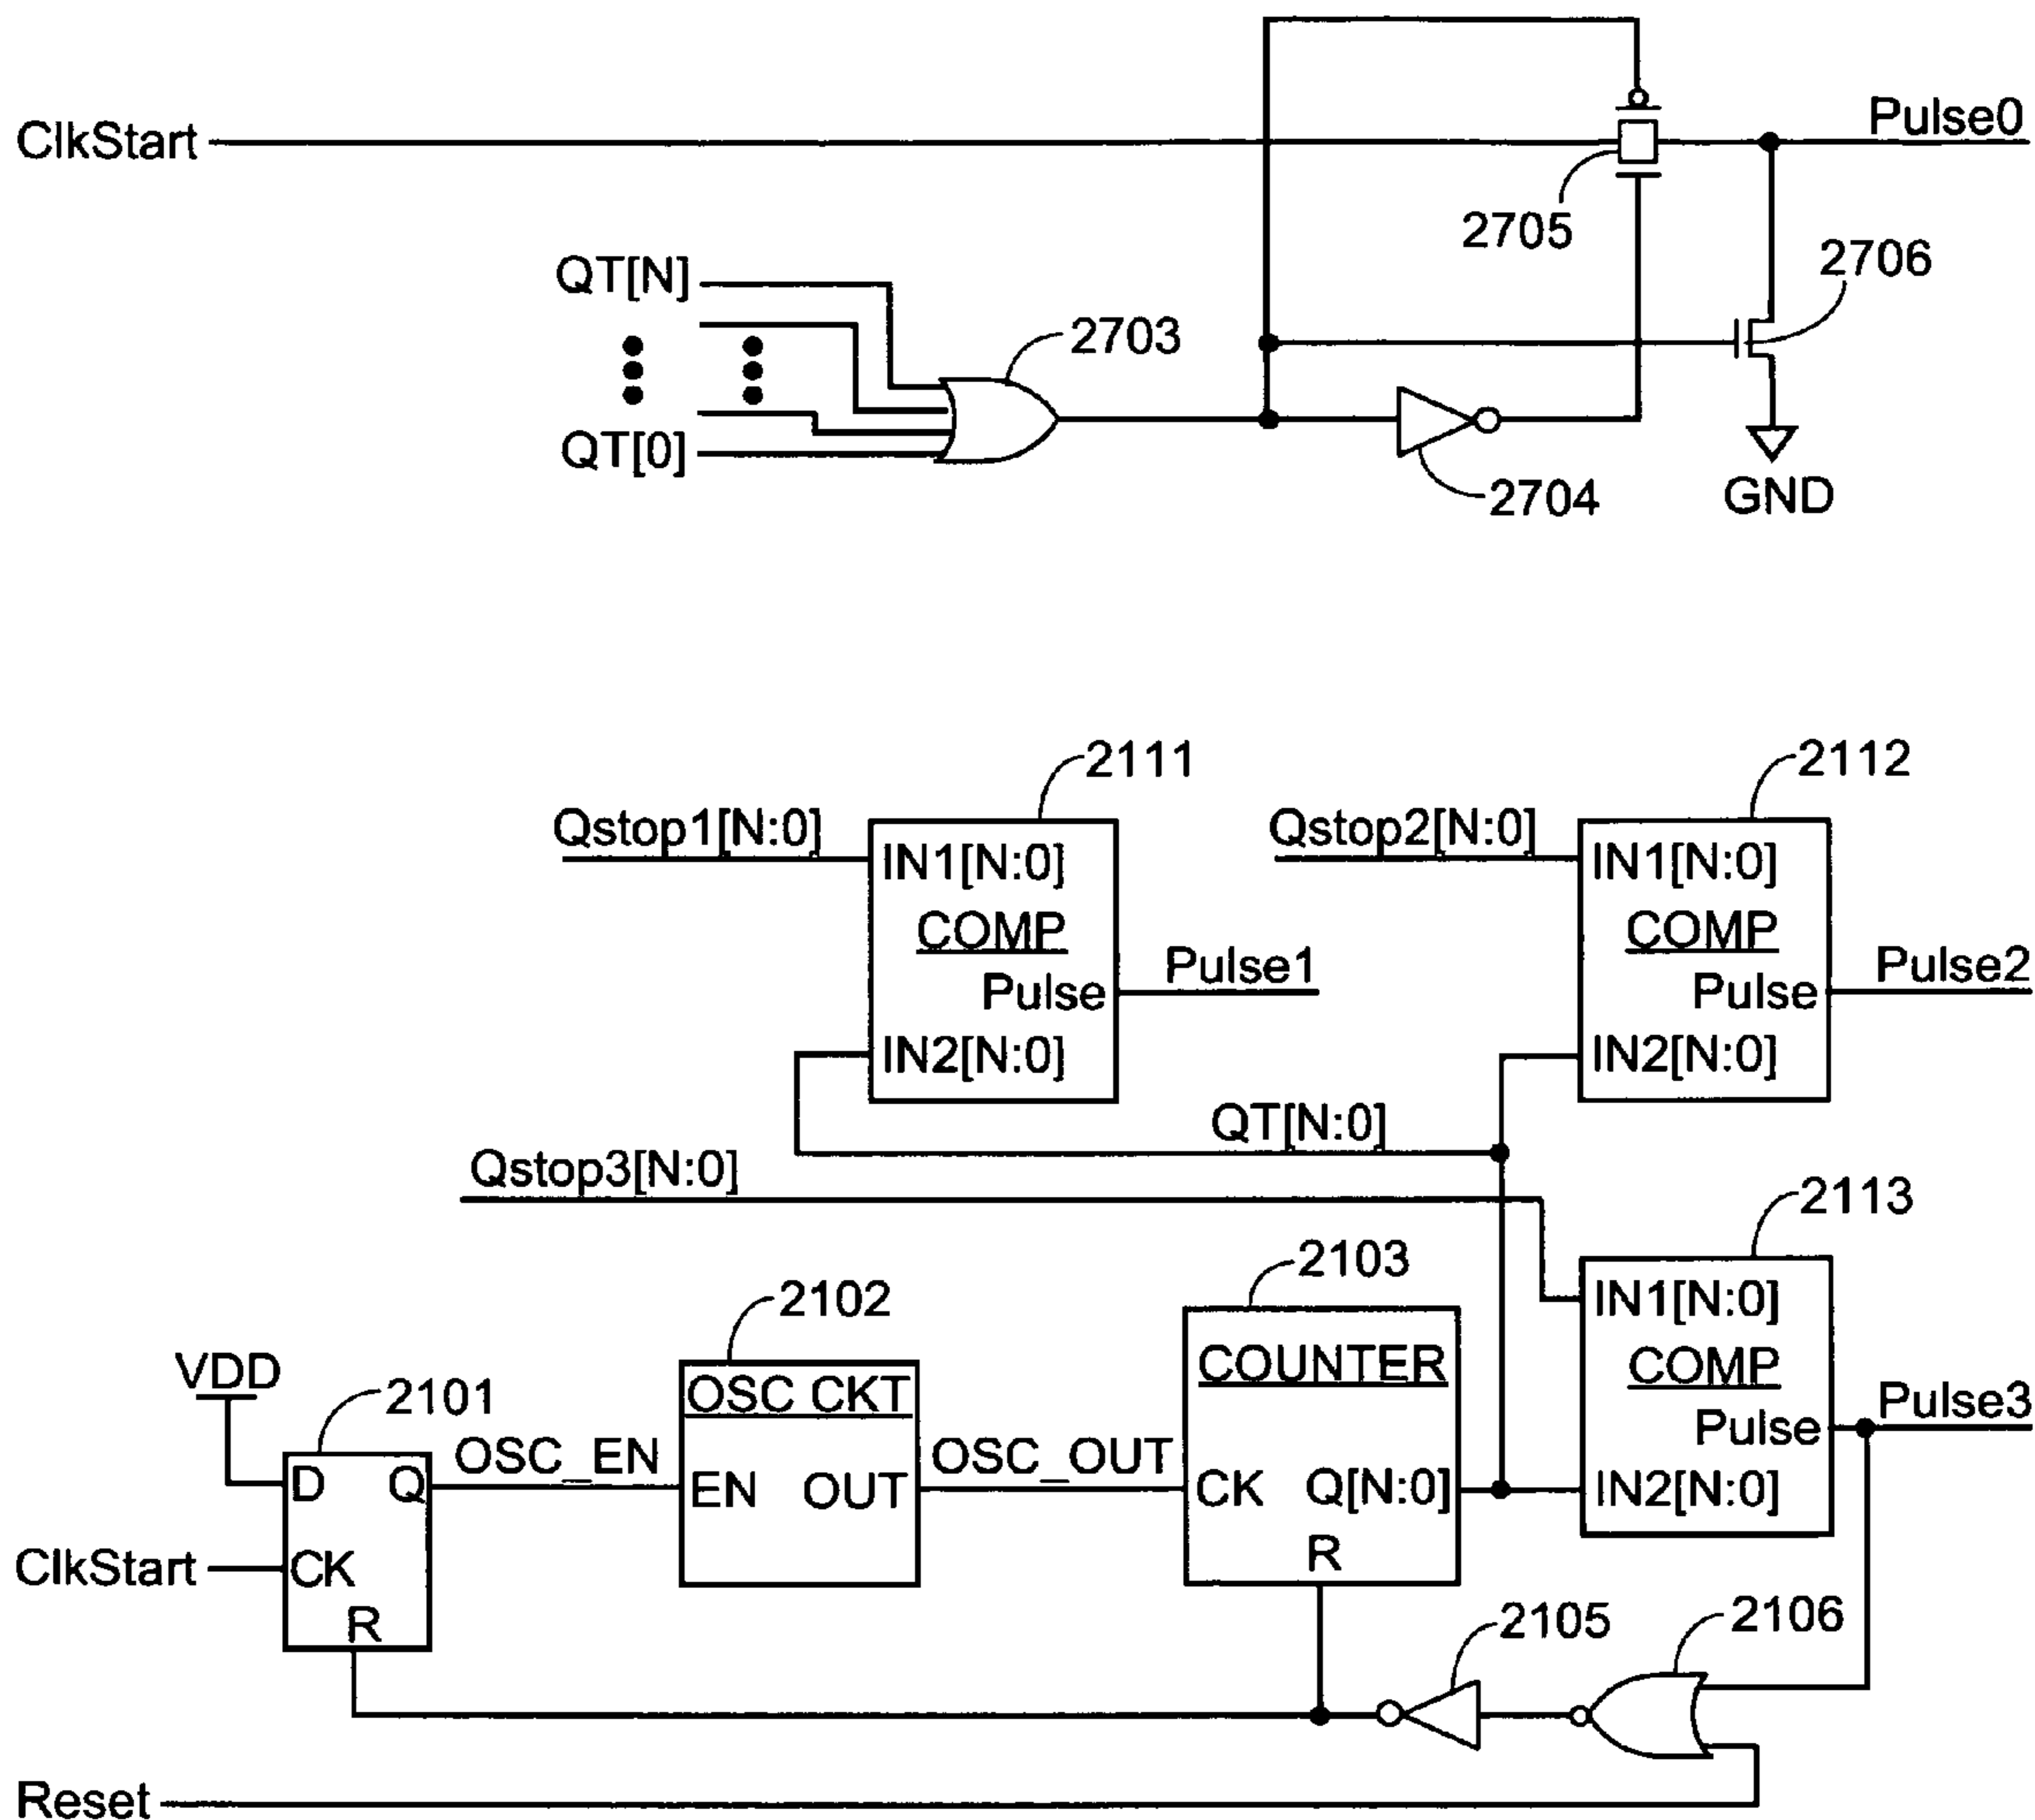 ClkStart
Pulse0
2705
2706
QT[N]
2703
QT[0]
2704
GND
2111
2112
Qstop1[N:0]
Qstop2[N:0]
IN1[N:0]
COMP
Pulse
IN2[N:0]
Pulse1
IN1[N:0]
COMP
Pulse
IN2[N:0]
Pulse2
QT[N:0]
Qstop3[N:0]
2113
2103
2102
IN1[N:0]
COMP
Pulse
IN2[N:0]
Pulse3
VDD
2101
OSC CKT
EN
OUT
COUNTER
CK
Q[N:0]
R
OSC_EN
OSC_OUT
D
Q
CK
R
ClkStart
2105
2106
Reset